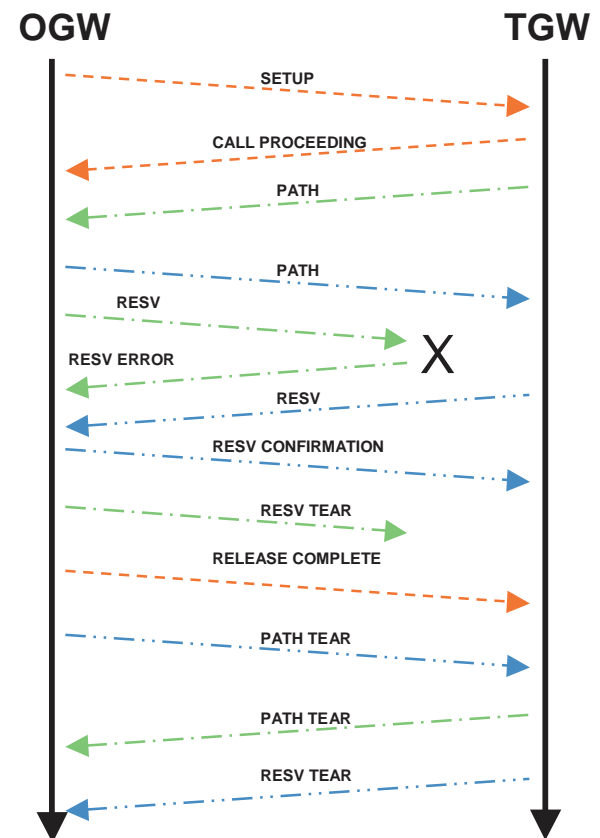 OGW
TGW
SETUP
CALL PROCEEDING
PATH
PATH
RESV
RESV ERROR
X
RESV
RESV CONFIRMATION
RESV TEAR
RELEASE COMPLETE
PATH TEAR
PATH TEAR
RESV TEAR